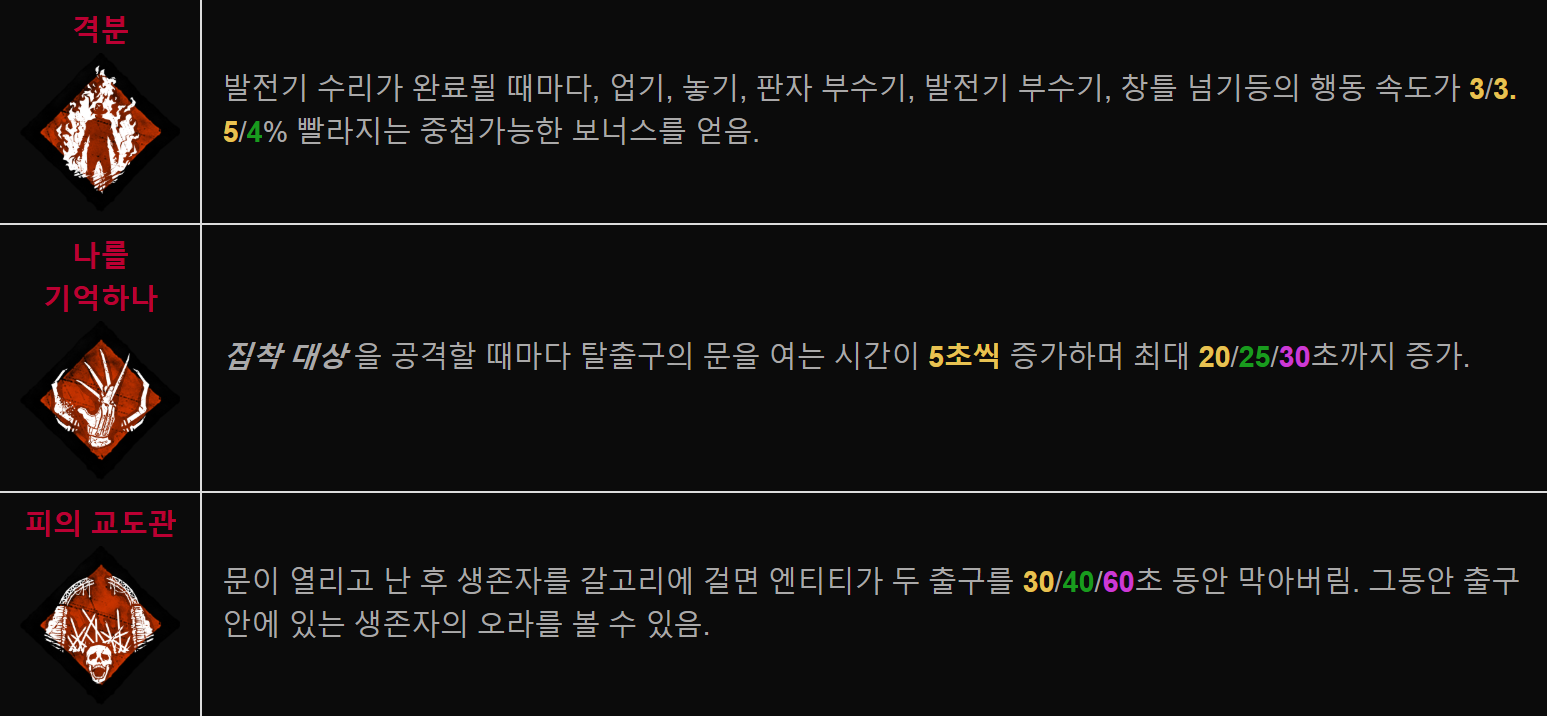 격분
발전기 수리가 완료될 때마다, 업기, 놓기, 판자 부수기, 발전기 부수기, 창틀 넘기등의 행동 속도가 3/3.
5/4% 빨라지는 중첩가능한 보너스를 얻음.
나를
기억하나
집착 대상 을 공격할 때마다 탈출구의 문을 여는 시간이 5초씩 증가하며 최대 20/25/30초까지 증가.
피의 교도관
문이 열리고 난 후 생존자를 갈고리에 걸면 엔티티가 두 출구를 30/40/60초 동안 막아버림. 그동안 출구
안에 있는 생존자의 오라를 볼 수 있음.